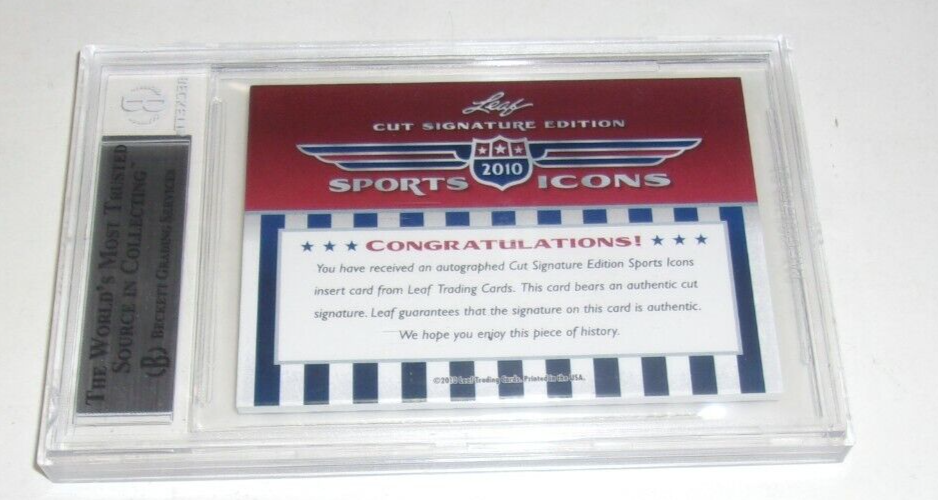 Leaf
CUT SIGNATURE EDITION
2010
SPORTS ICONS
CONGRATULATIONS!
You have received an autographed Cut Signature Edition Sports Icons
insert card from Leaf Trading Cards. This card bears an authentic cut
signature. Leaf guarantees that the signature on this card is authentic.
We hope you enjoy this piece of history.
©2010 Leaf Trading Cards. Printed in the USA.
THE WORLD'S MOST TRUSTED
SOURCE IN COLLECTING™
B BECKETT GRADING SERVICES
B